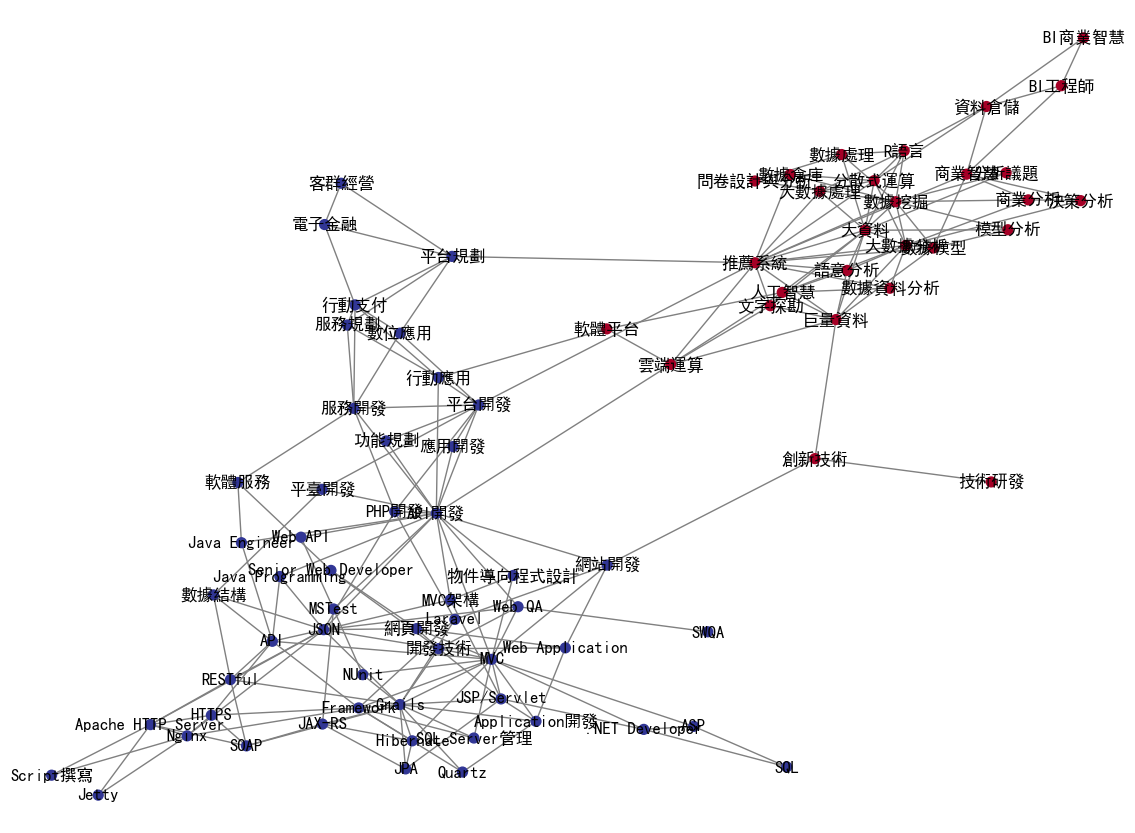 BI商業智慧
BI工程師
資料倉儲
R語言
數據處理
數據倉庫
問卷設計與分析
分散式運算
大數據處理
商業智慧
分析議題
客群經營
數據挖掘
商業分析
決策分析
電子金融
大資料
模型分析
大數據分析
數據模型
平台規劃
推薦系統
語意分析
人工智慧
數據資料分析
行動支付
文字探勘
服務規劃
巨量資料
數位應用
軟體平台
雲端運算
行動應用
平台開發
服務開發
功能規劃
應用開發
創新技術
軟體服務
技術研發
平臺開發
PHP開發
API開發
Web API
Java Engineer
網站開發
Senior Web Developer
Java Programming
物件導向程式設計
數據結構
MVC架構
Web QA
MSTest
Laravel
JSON
網頁開發
SWQA
API
開發技術
Web Application
MVC
NUnit
RESTful
JSP/Servlet
Framework
Grails
HTTPS
Application開發
JAX-RS
Apache HTTP Server
ASP
.NET Developer
Nginx
Hibernate
SQL Server管理
SOAP
JPA
SQL
Quartz
Script撰寫
Jetty